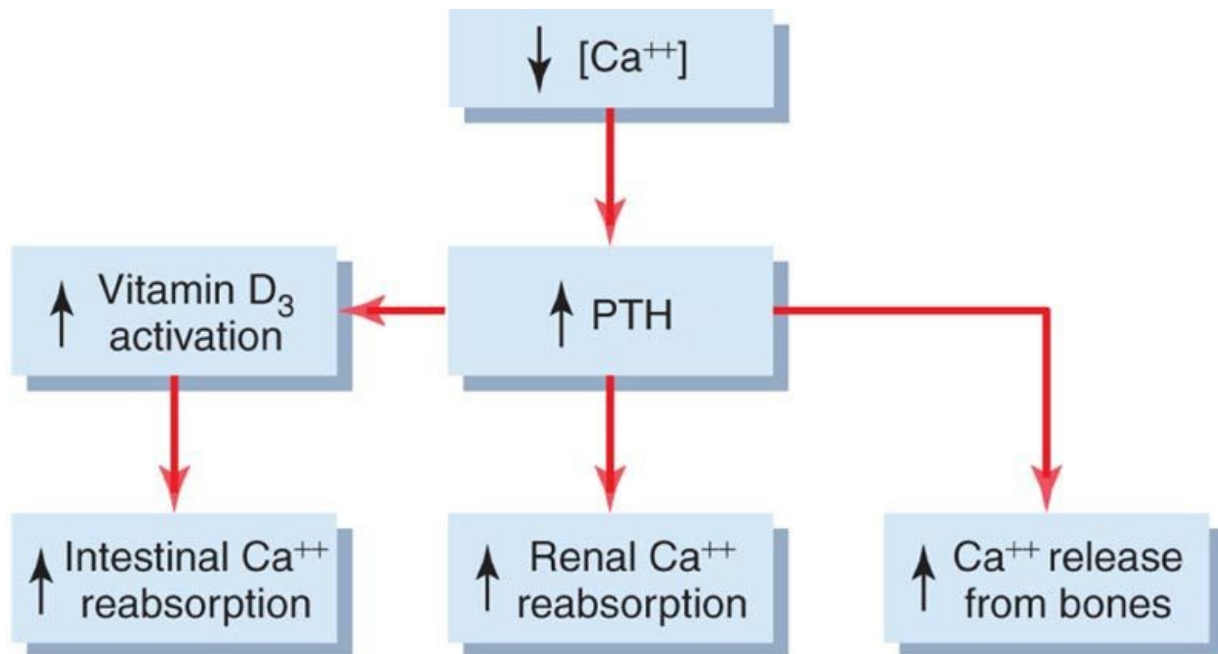 ↓ [Ca⁺⁺]
↑ Vitamin D₃
activation
↑ PTH
↑ Intestinal Ca⁺⁺
reabsorption
↑ Renal Ca⁺⁺
reabsorption
↑ Ca⁺⁺ release
from bones